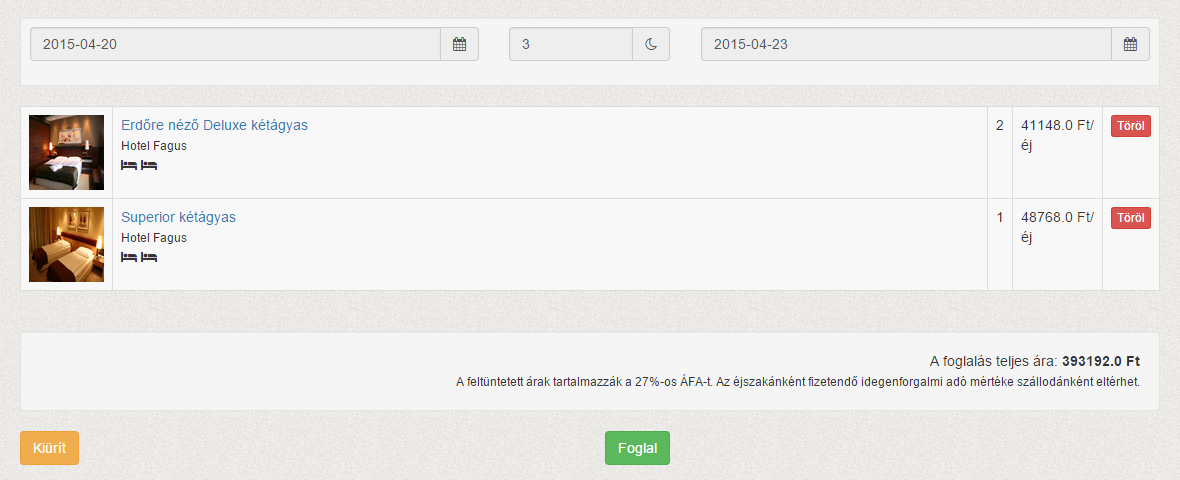 2015-04-20 3 2015-04-23
Erdőre néző Deluxe kétágyas 2 41148.0 Ft/ Töröl
Hotel Fagus éj
Superior kétágyas 1 48768.0 Ft/ Töröl
Hotel Fagus éj
A foglalás teljes ára: 393192.0 Ft
A feltüntetett árak tartalmazzák a 27%-os ÁFA-t. Az éjszakánként fizetendő idegenforgalmi adó mértéke szállodánként eltérhet.
Kiürít Foglal